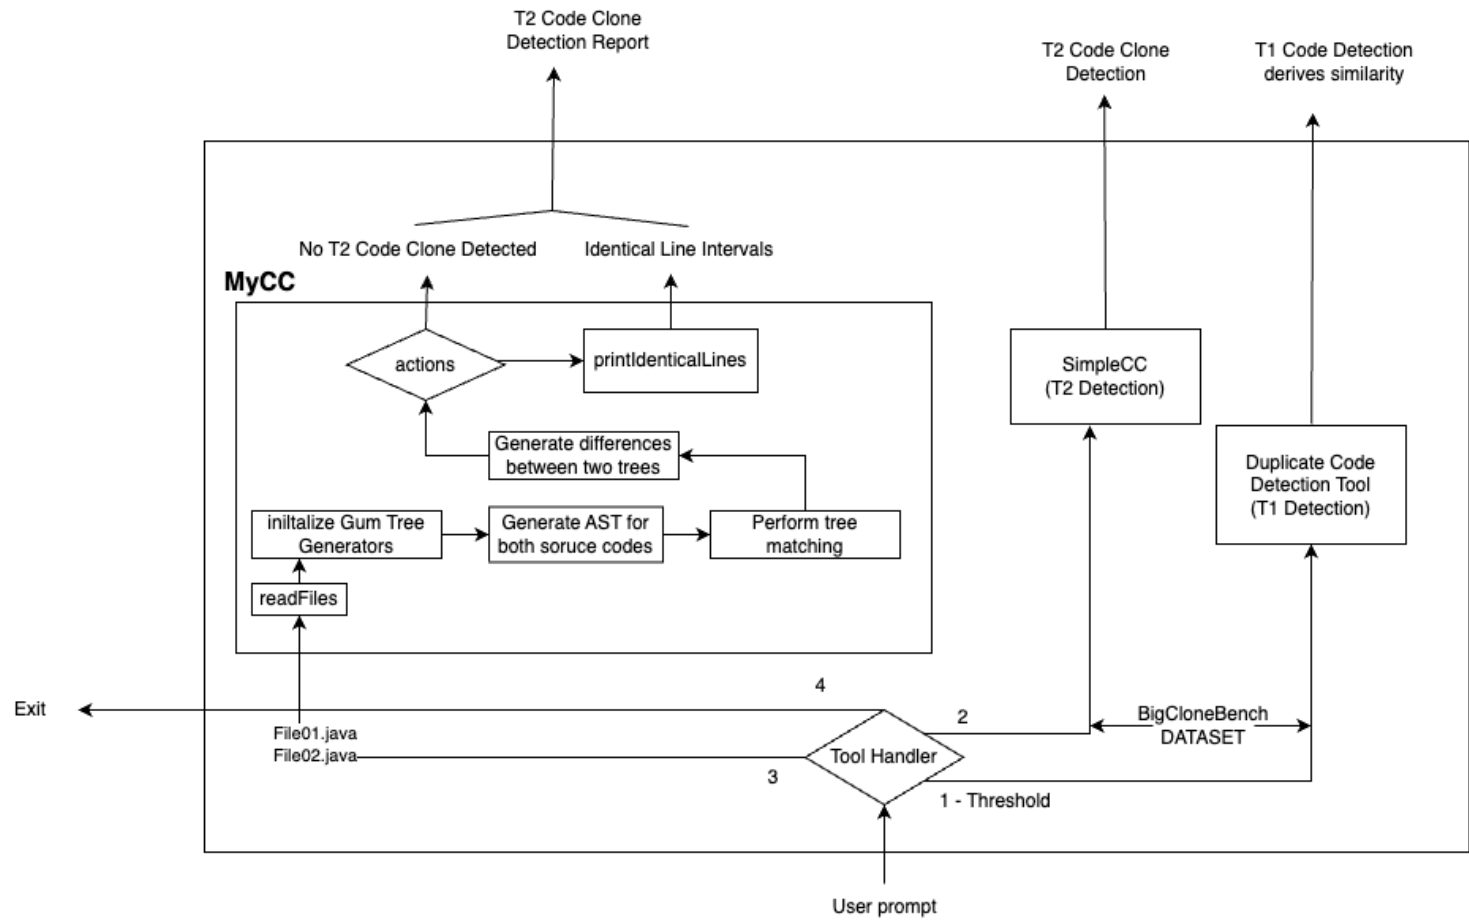 T2 Code Clone
Detection Report
T2 Code Clone
Detection
T1 Code Detection
derives similarity
No T2 Code Clone Detected
Identical Line Intervals
MyCC
actions
printIdenticalLines
SimpleCC
(T2 Detection)
Generate differences
between two trees
Duplicate Code
Detection Tool
(T1 Detection)
iniltalize Gum Tree
Generators
Generate AST for
both soruce codes
Perform tree
matching
readFiles
4
Exit
2
BigCloneBench
DATASET
File01.java
File02.java
Tool Handler
3
1 - Threshold
User prompt